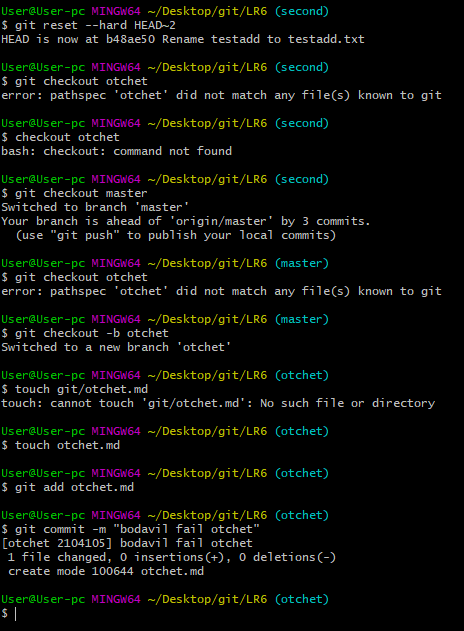 User@User-pc MINGW64 ~/Desktop/git/LR6 (second)
$ git reset --hard HEAD~2
HEAD is now at b48ae50 Rename testadd to testadd.txt
User@User-pc MINGW64 ~/Desktop/git/LR6 (second)
$ git checkout otchet
error: pathspec 'otchet' did not match any file(s) known to git
User@User-pc MINGW64 ~/Desktop/git/LR6 (second)
$ checkout otchet
bash: checkout: command not found
User@User-pc MINGW64 ~/Desktop/git/LR6 (second)
$ git checkout master
Switched to branch 'master'
Your branch is ahead of 'origin/master' by 3 commits.
  (use "git push" to publish your local commits)
User@User-pc MINGW64 ~/Desktop/git/LR6 (master)
$ git checkout otchet
error: pathspec 'otchet' did not match any file(s) known to git
User@User-pc MINGW64 ~/Desktop/git/LR6 (master)
$ git checkout -b otchet
Switched to a new branch 'otchet'
User@User-pc MINGW64 ~/Desktop/git/LR6 (otchet)
$ touch git/otchet.md
touch: cannot touch 'git/otchet.md': No such file or directory
User@User-pc MINGW64 ~/Desktop/git/LR6 (otchet)
$ touch otchet.md
User@User-pc MINGW64 ~/Desktop/git/LR6 (otchet)
$ git add otchet.md
User@User-pc MINGW64 ~/Desktop/git/LR6 (otchet)
$ git commit -m "bodavil fail otchet"
[otchet 2104105] bodavil fail otchet
 1 file changed, 0 insertions(+), 0 deletions(-)
 create mode 100644 otchet.md
User@User-pc MINGW64 ~/Desktop/git/LR6 (otchet)
$